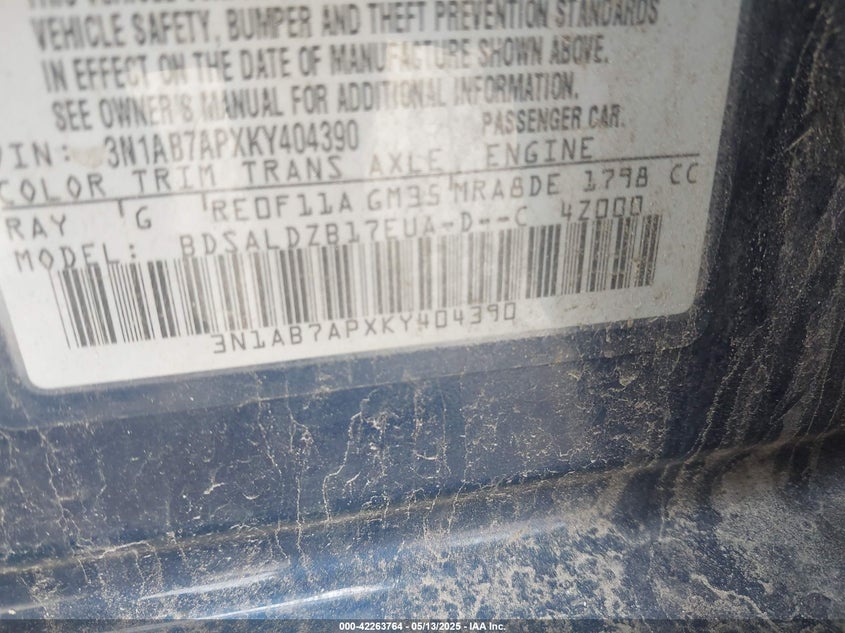 VEHICLE SAFETY, BUMPER AND THEFT PREVENTION STANDARDS
IN EFFECT ON THE DATE OF MANUFACTURE SHOWN ABOVE.
SEE OWNER'S MANUAL FOR ADDITIONAL INFORMATION.
VIN: 3N1AB7APXKY404390 PASSENGER CAR.
COLOR TRIM TRANS AXLE ENGINE
RAY G RE0F11A GM35 MRA8DE 1798 CC
MODEL: BDSALDZB17EUA-D--C 4Z000
3N1AB7APXKY404390
000-42263764 — 05/13/2025 — IAA Inc.